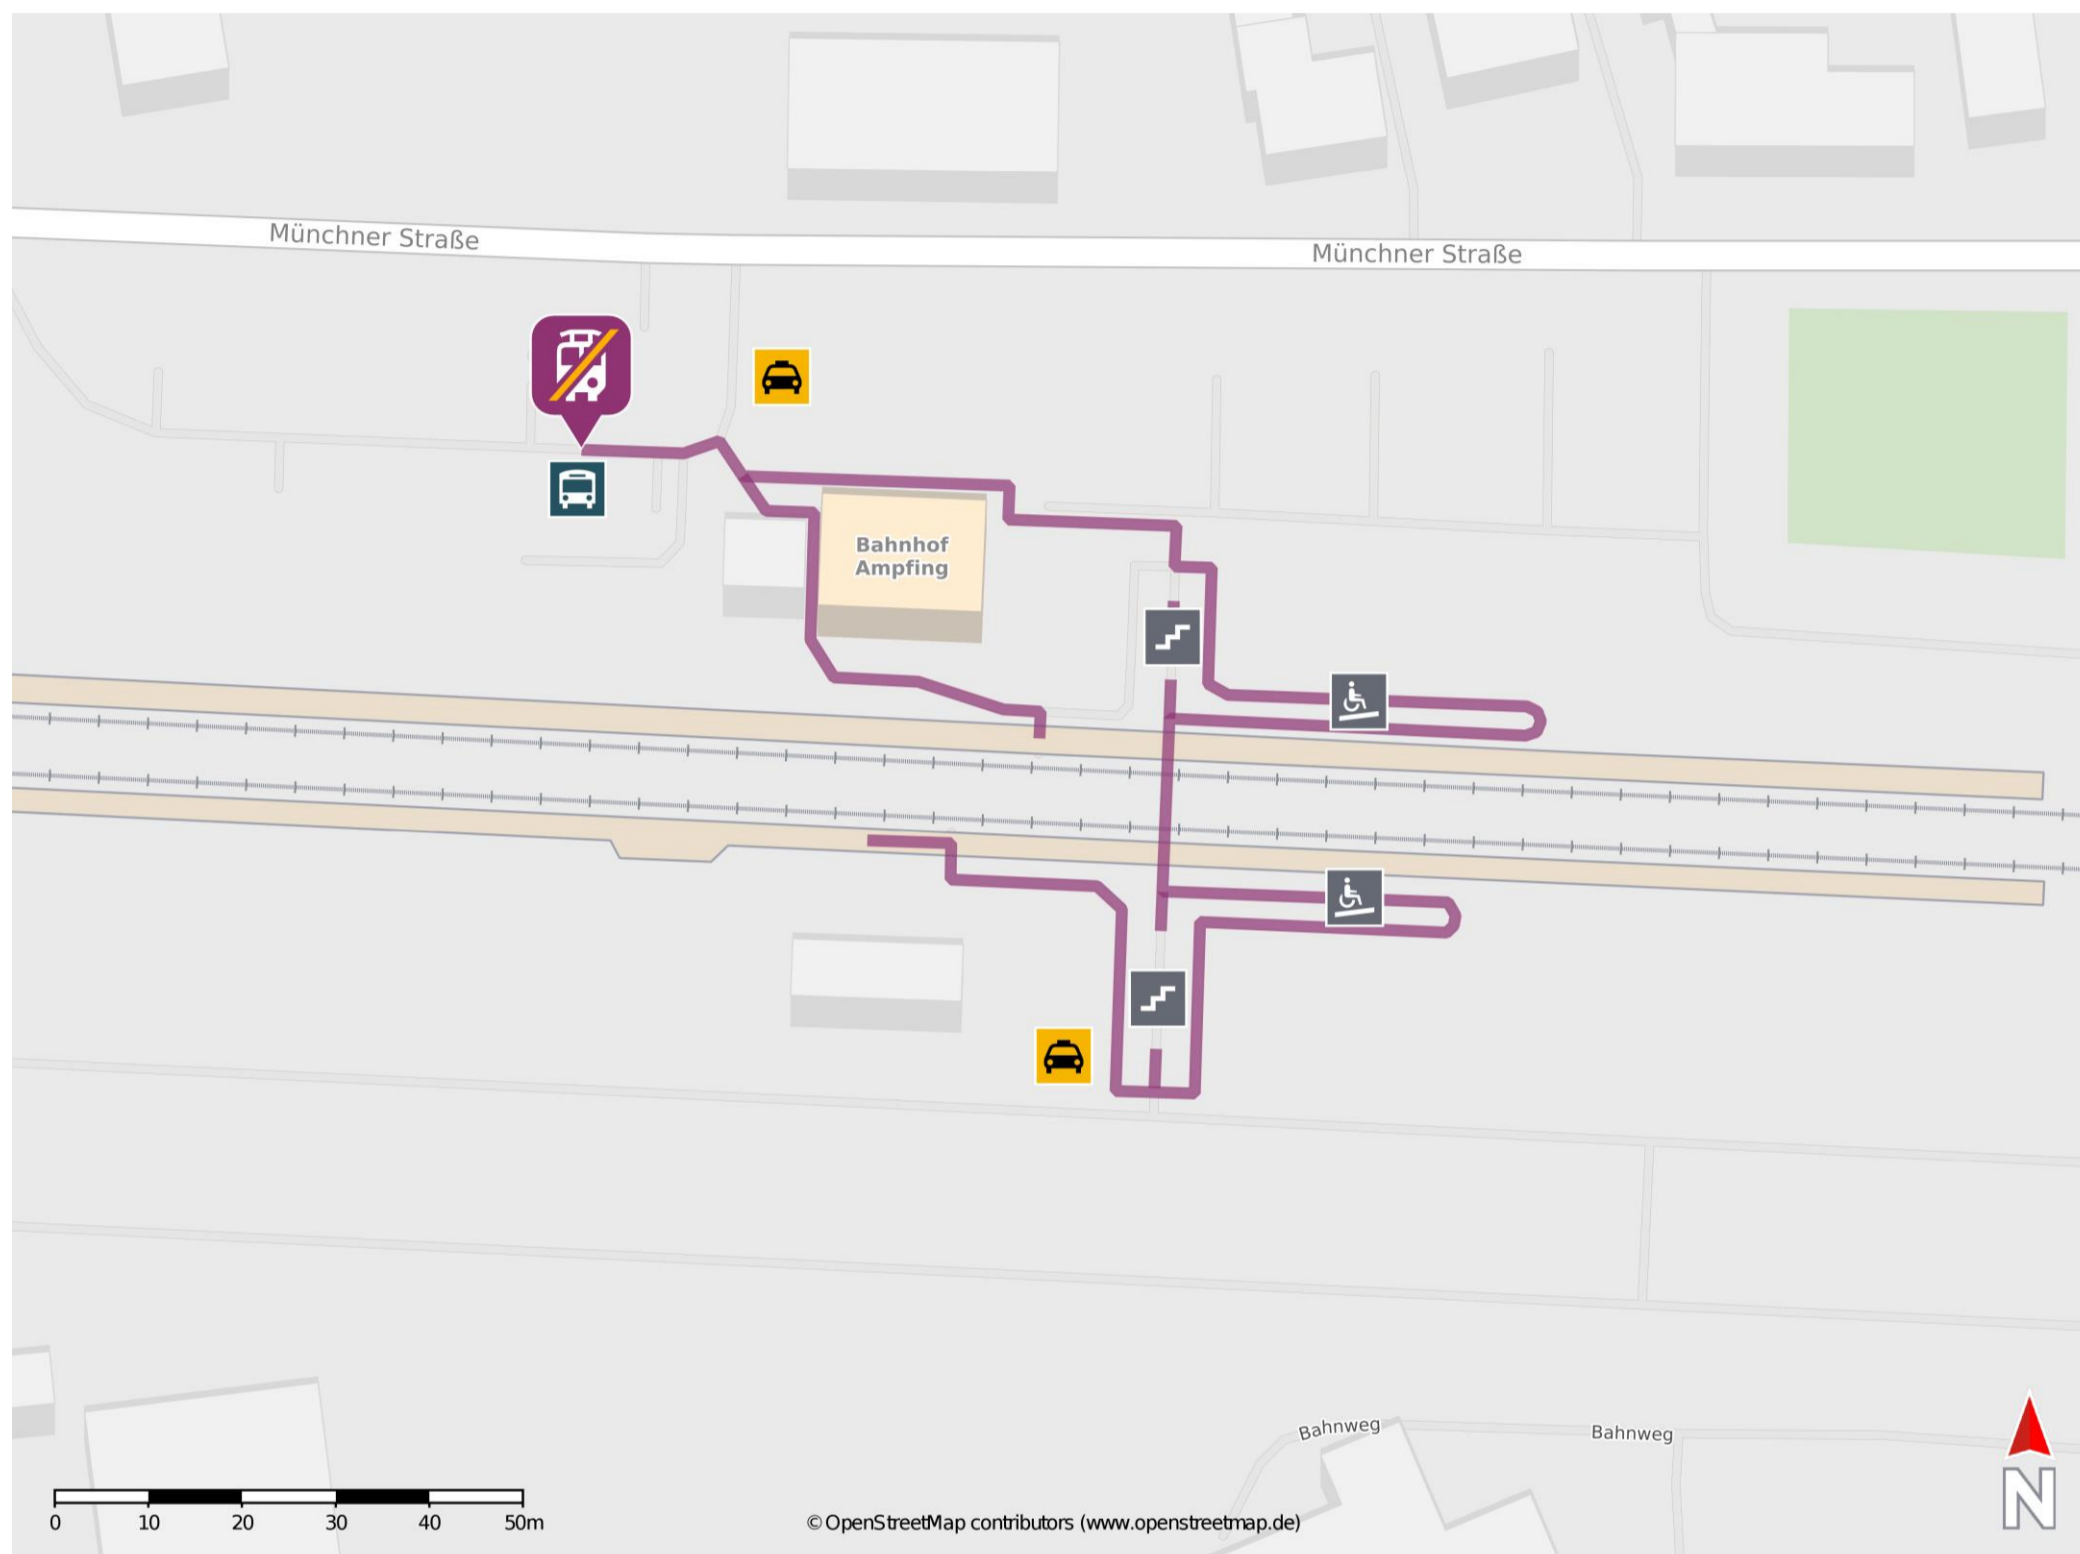 Münchner Straße
Münchner Straße
Bahnhof
Ampfing
Bahnweg
Bahnweg
0 10 20 30 40 50m
© OpenStreetMap contributors (www.openstreetmap.de)
N